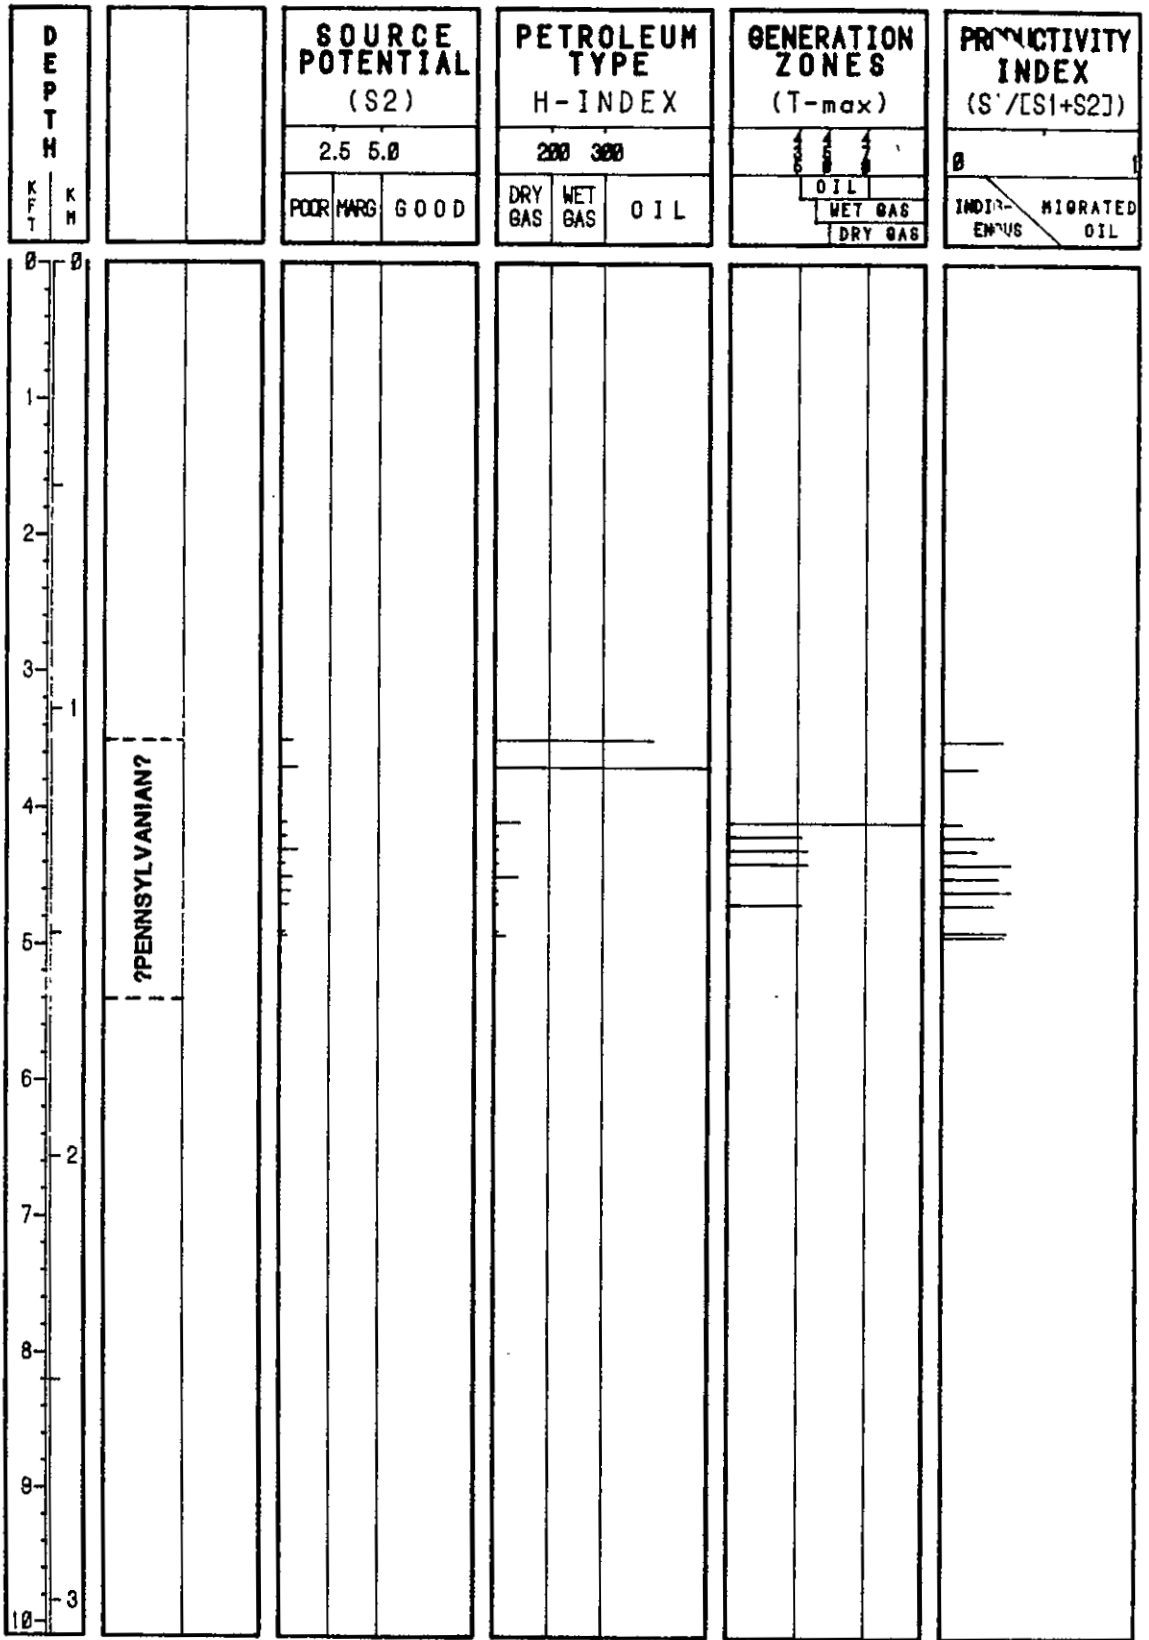 DEPTH
KFT
KM
SOURCE
POTENTIAL
(S2)
2.5 5.0
POOR MARG GOOD
PETROLEUM
TYPE
H-INDEX
200 300
DRY
GAS
WET
GAS
OIL
GENERATION
ZONES
(T-max)
OIL
WET GAS
DRY GAS
INDEX
0 1
MIGRATED
OIL
0 0
1
2
3
1
4
5
6
2
7
8
9
3
10
?PENNSYLVANIAN?